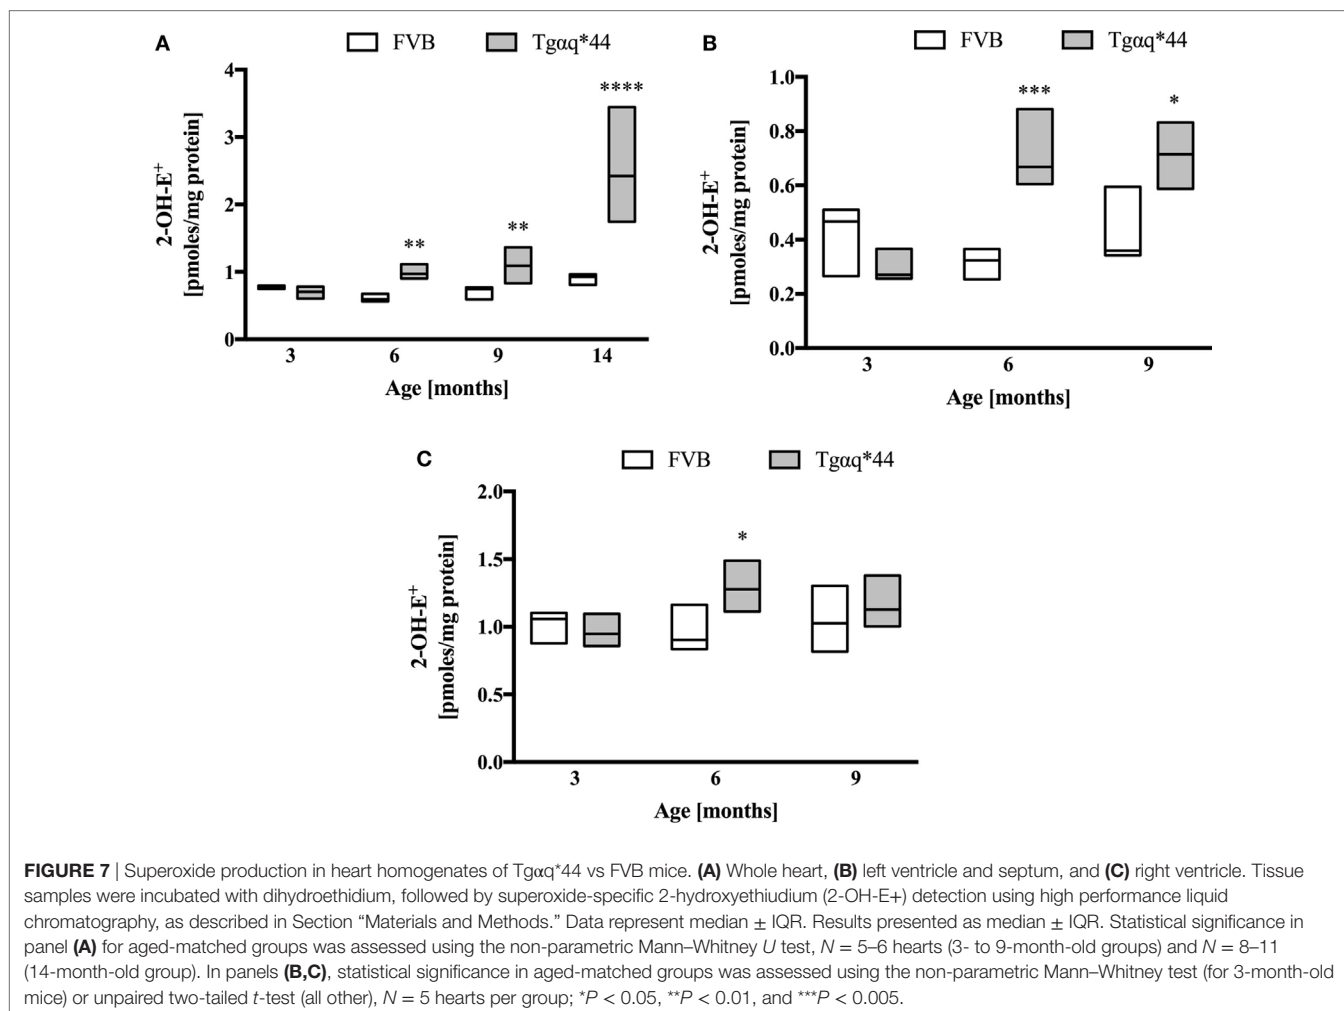 A
FVB
Tgαq*44
2-OH-E+
[pmoles/mg protein]
4
3
2
1
0
**
**
****
3
6
9
14
Age [months]
B
FVB
Tgαq*44
2-OH-E+
[pmoles/mg protein]
1.0
0.8
0.6
0.4
0.2
0.0
***
*
3
6
9
Age [months]
C
FVB
Tgαq*44
2-OH-E+
[pmoles/mg protein]
2.0
1.5
1.0
0.5
0.0
*
3
6
9
Age [months]
FIGURE 7 | Superoxide production in heart homogenates of Tgαq*44 vs FVB mice. (A) Whole heart, (B) left ventricle and septum, and (C) right ventricle. Tissue
samples were incubated with dihydroethidium, followed by superoxide-specific 2-hydroxyethiudium (2-OH-E+) detection using high performance liquid
chromatography, as described in Section “Materials and Methods.” Data represent median ± IQR. Results presented as median ± IQR. Statistical significance in
panel (A) for aged-matched groups was assessed using the non-parametric Mann–Whitney U test, N = 5–6 hearts (3- to 9-month-old groups) and N = 8–11
(14-month-old group). In panels (B,C), statistical significance in aged-matched groups was assessed using the non-parametric Mann–Whitney test (for 3-month-old
mice) or unpaired two-tailed t-test (all other), N = 5 hearts per group; *P < 0.05, **P < 0.01, and ***P < 0.005.